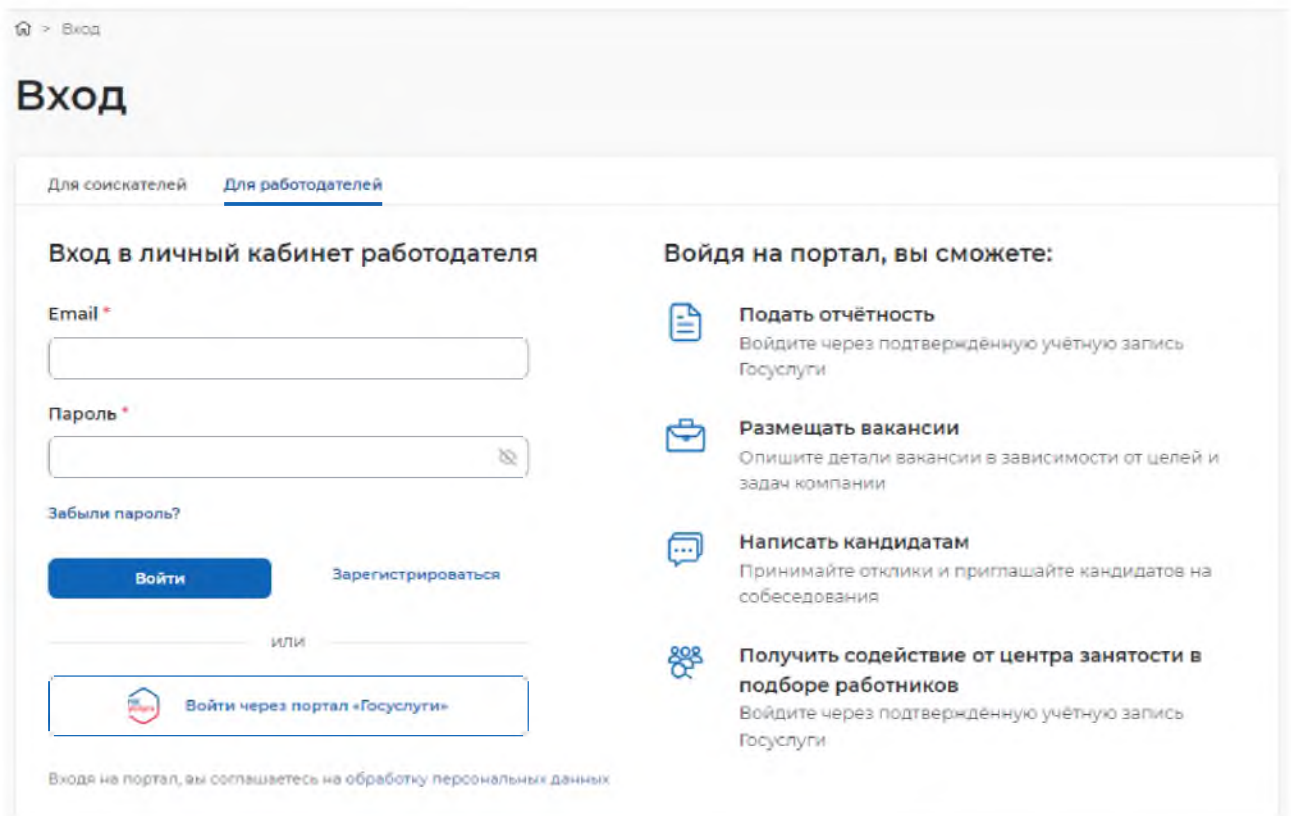 > Вход
Вход
Для соискателей Для работодателей
Вход в личный кабинет работодателя
Email *
Пароль *
Забыли пароль?
Войти Зарегистрироваться
или
Войти через портал «Госуслуги»
Входя на портал, вы соглашаетесь на обработку персональных данных
Войдя на портал, вы сможете:
Подать отчётность
Войдите через подтверждённую учётную запись
Госуслуги
Размещать вакансии
Опишите детали вакансии в зависимости от целей и
задач компании
Написать кандидатам
Принимайте отклики и приглашайте кандидатов на
собеседования
Получить содействие от центра занятости в
подборе работников
Войдите через подтверждённую учётную запись
Госуслуги